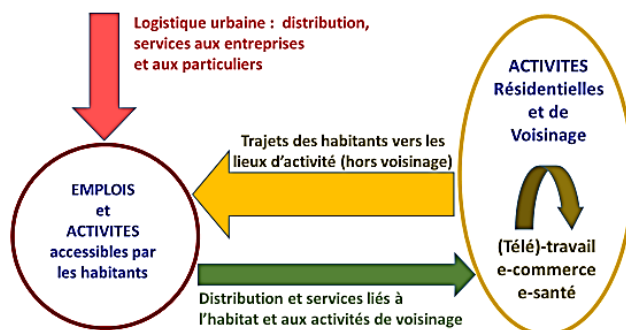 Logistique urbaine : distribution,
services aux entreprises
et aux particuliers
ACTIVITES
Résidentielles
et de
Voisinage
Trajets des habitants vers les
lieux d'activité (hors voisinage)
EMPLOIS
et
ACTIVITES
accessibles par
les habitants
(Télé)-travail
e-commerce
e-santé
Distribution et services liés à
l'habitat et aux activités de voisinage